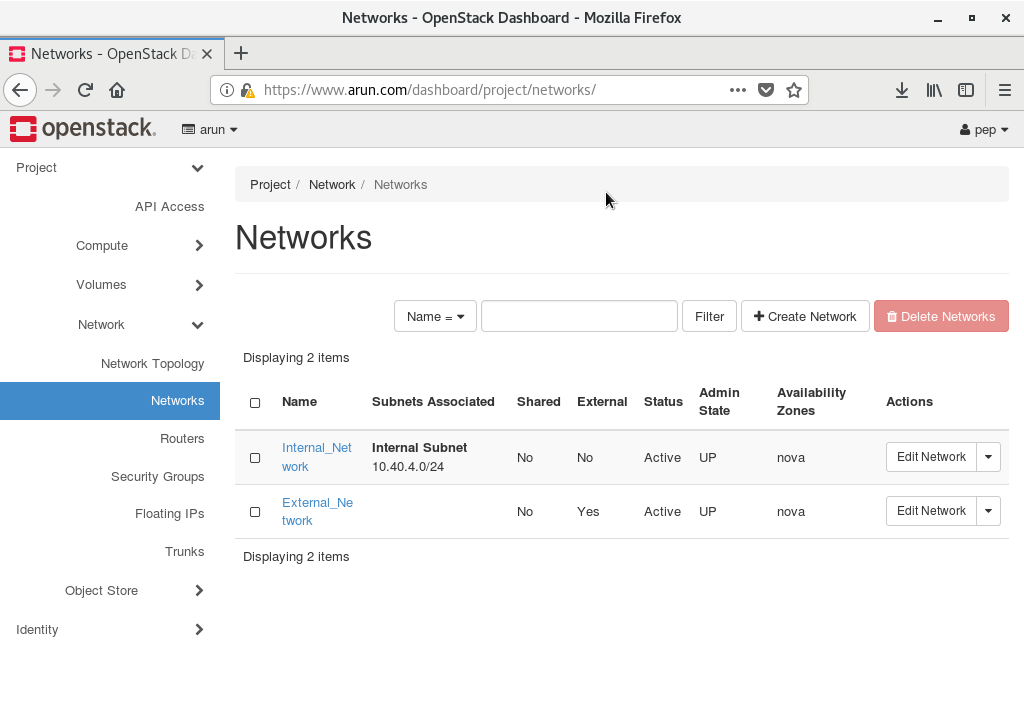 Networks - OpenStack Dashboard - Mozilla Firefox
Networks - OpenStack Da
https://www.arun.com/dashboard/project/networks/
openstack.
arun
pep
Project
API Access
Compute
Volumes
Network
Network Topology
Networks
Routers
Security Groups
Floating IPs
Trunks
Object Store
Identity
Project / Network / Networks
Networks
Name =
Filter
Create Network
Delete Networks
Displaying 2 items
Name Subnets Associated Shared External Status Admin State Availability Zones Actions
Internal_Net
work
Internal Subnet
10.40.4.0/24
No No Active UP nova Edit Network
External_Ne
twork
No Yes Active UP nova Edit Network
Displaying 2 items